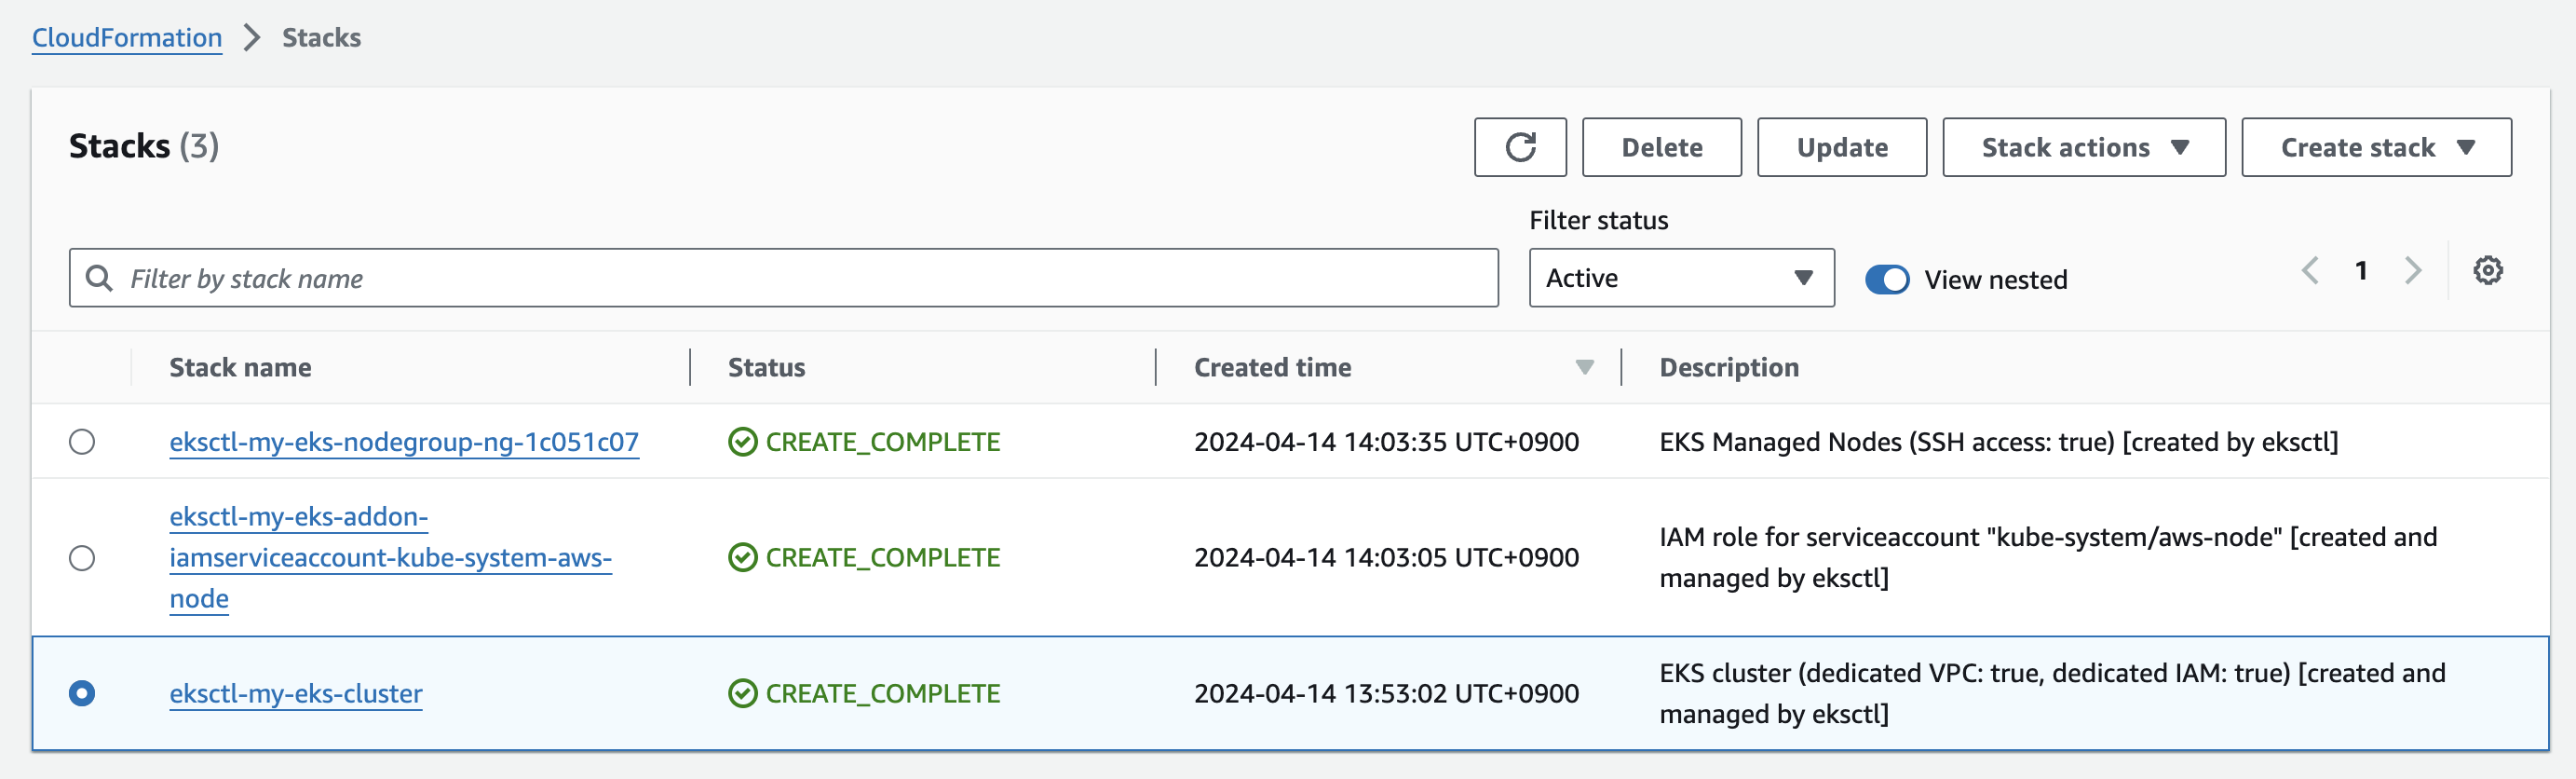 CloudFormation > Stacks
Stacks (3)
Delete
Update
Stack actions
Create stack
Filter status
Filter by stack name
Active
View nested
1
Stack name Status Created time Description
eksctl-my-eks-nodegroup-ng-1c051c07 CREATE_COMPLETE 2024-04-14 14:03:35 UTC+0900 EKS Managed Nodes (SSH access: true) [created by eksctl]
eksctl-my-eks-addon-
iamserviceaccount-kube-system-aws-
node
CREATE_COMPLETE
2024-04-14 14:03:05 UTC+0900
IAM role for serviceaccount "kube-system/aws-node" [created and
managed by eksctl]
eksctl-my-eks-cluster
CREATE_COMPLETE
2024-04-14 13:53:02 UTC+0900
EKS cluster (dedicated VPC: true, dedicated IAM: true) [created and
managed by eksctl]